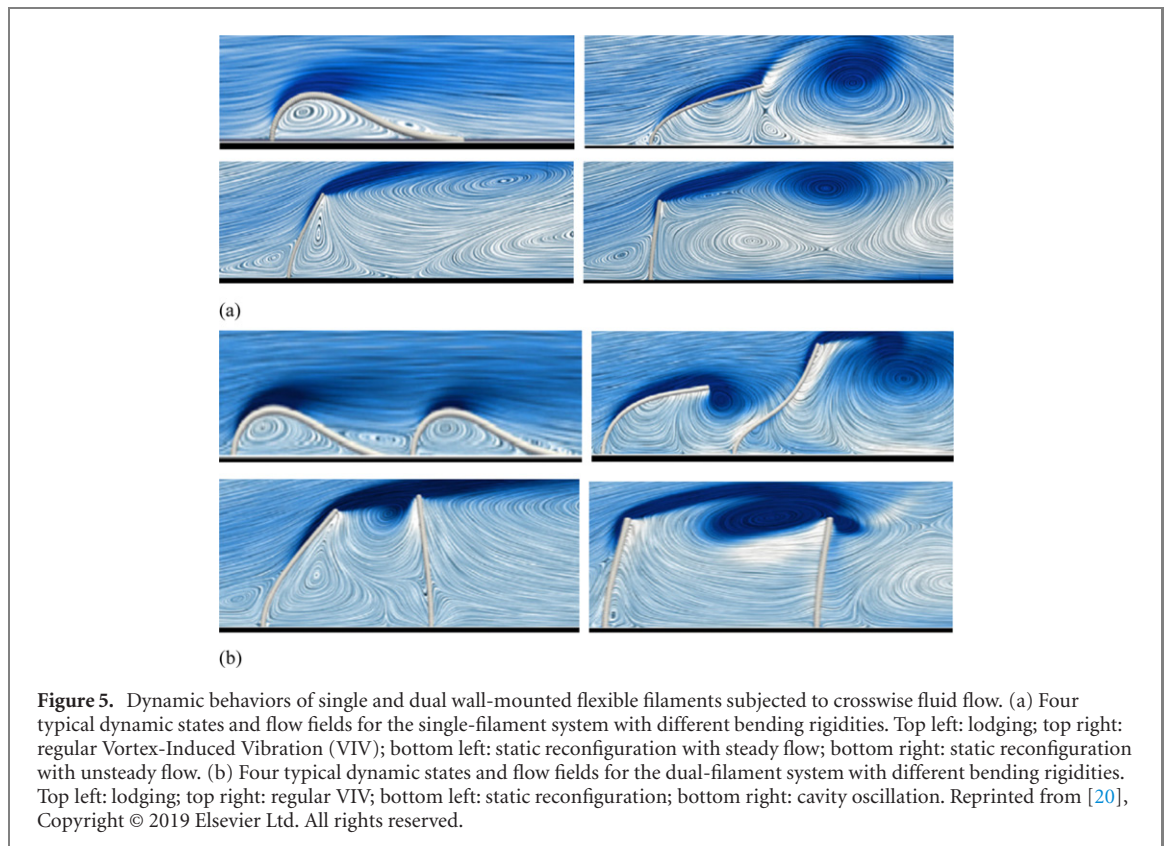 (a)
(b)
Figure 5. Dynamic behaviors of single and dual wall-mounted flexible filaments subjected to crosswise fluid flow. (a) Four
typical dynamic states and flow fields for the single-filament system with different bending rigidities. Top left: lodging; top right:
regular Vortex-Induced Vibration (VIV); bottom left: static reconfiguration with steady flow; bottom right: static reconfiguration
with unsteady flow. (b) Four typical dynamic states and flow fields for the dual-filament system with different bending rigidities.
Top left: lodging; top right: regular VIV; bottom left: static reconfiguration; bottom right: cavity oscillation. Reprinted from [20],
Copyright © 2019 Elsevier Ltd. All rights reserved.